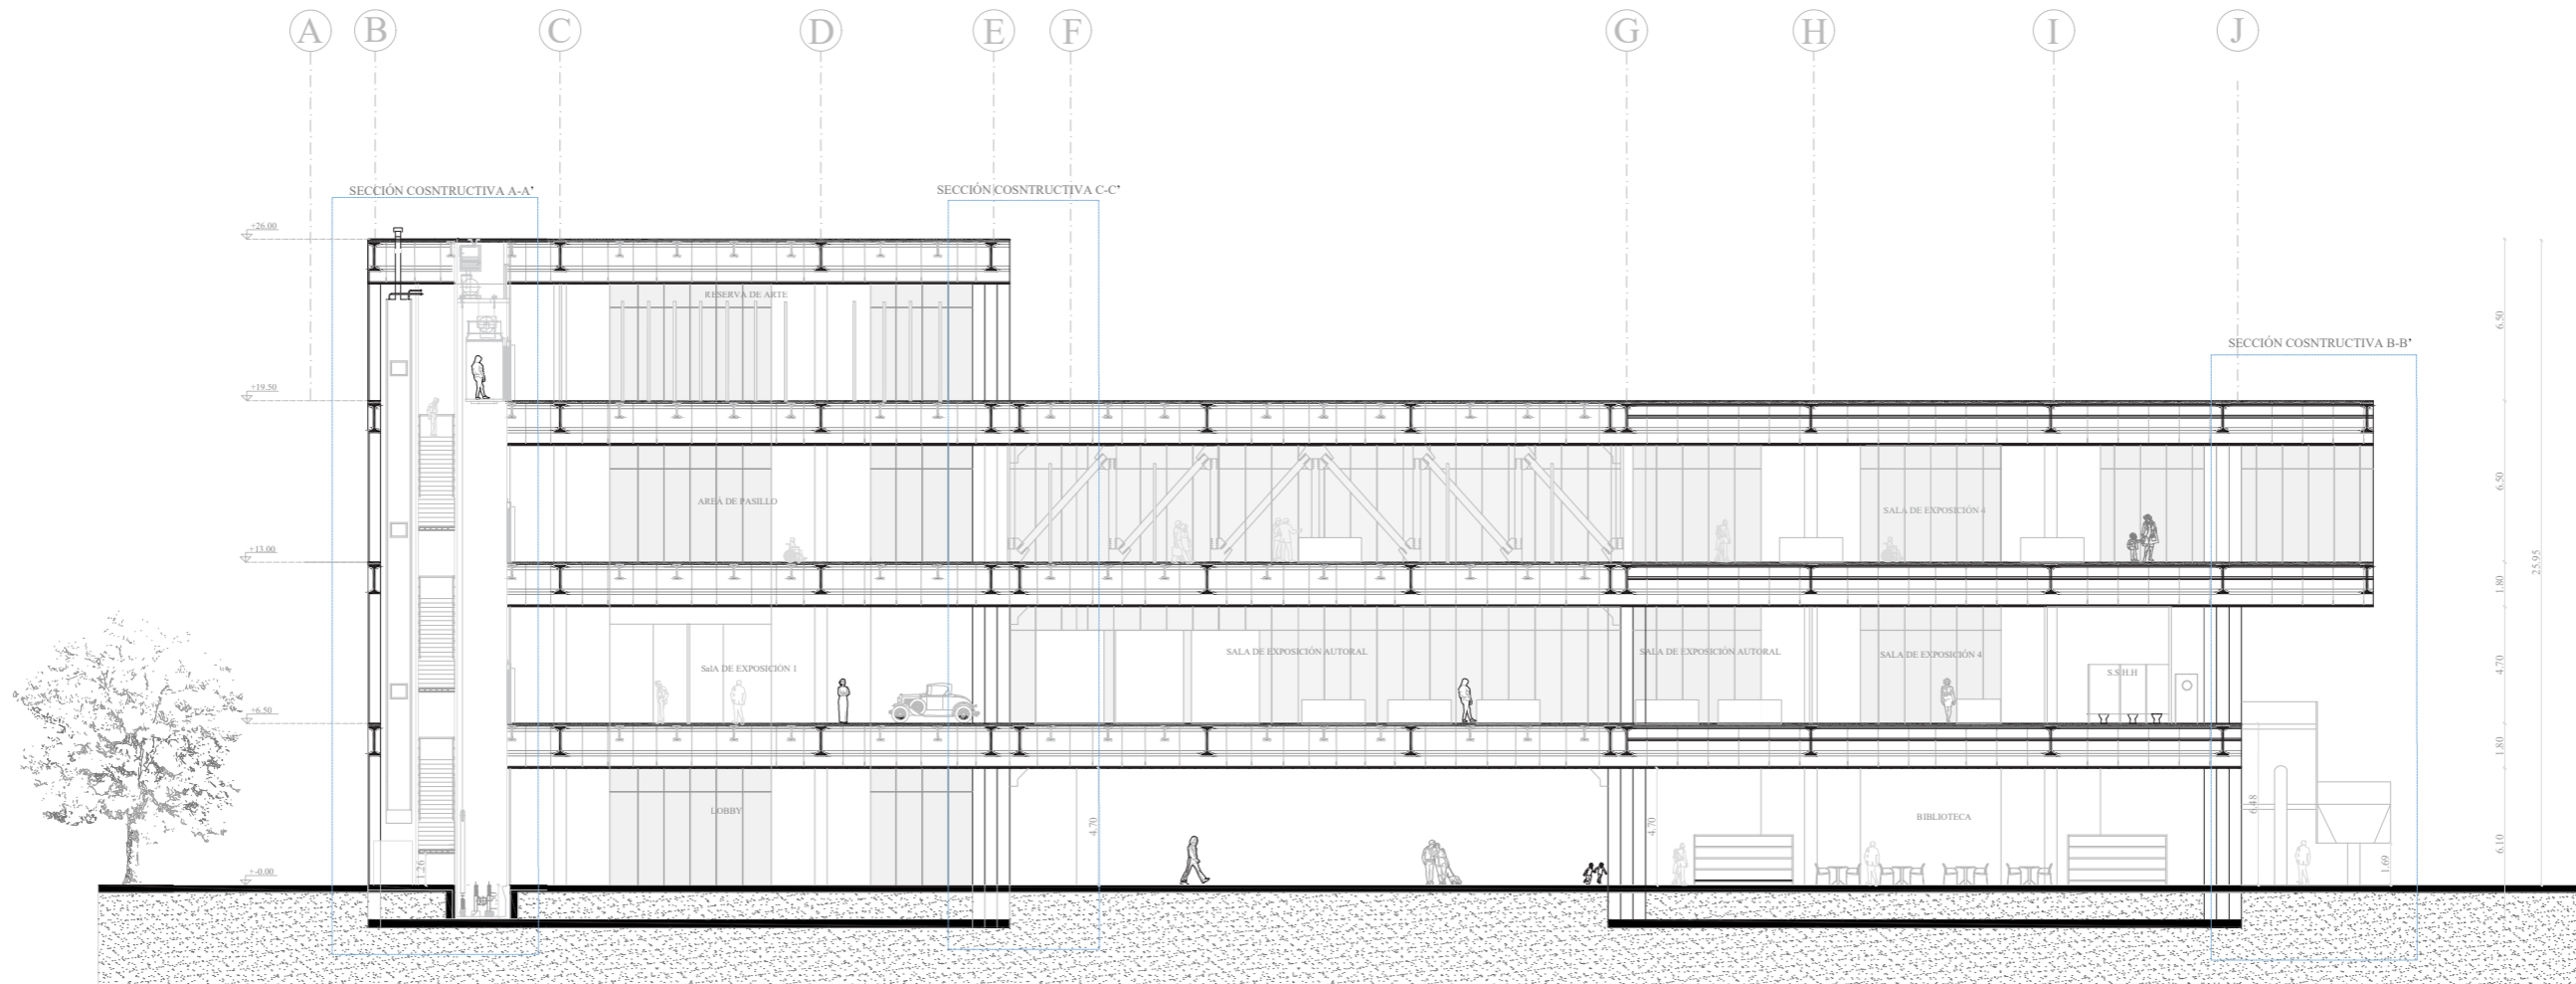 A B C D E F G H I J
SECCIÓN COSNTRUCTIVA A-A'
SECCIÓN COSNTRUCTIVA C-C'
+26.00
RESERVA DE ARTE
6.50
SECCIÓN COSNTRUCTIVA B-B'
+19.50
AREA DE PASILLO
SALA DE EXPOSICIÓN 4
6.50
+13.00
25.95
1.80
SalA DE EXPOSICIÓN 1
SALA DE EXPOSICIÓN AUTORAL
SALA DE EXPOSICIÓN AUTORAL
SALA DE EXPOSICIÓN 4
S.S.H.H
4.70
+6.50
1.80
LOBBY
4.70
4.70
BIBLIOTECA
6.48
6.10
1.26
1.69
+-0.00